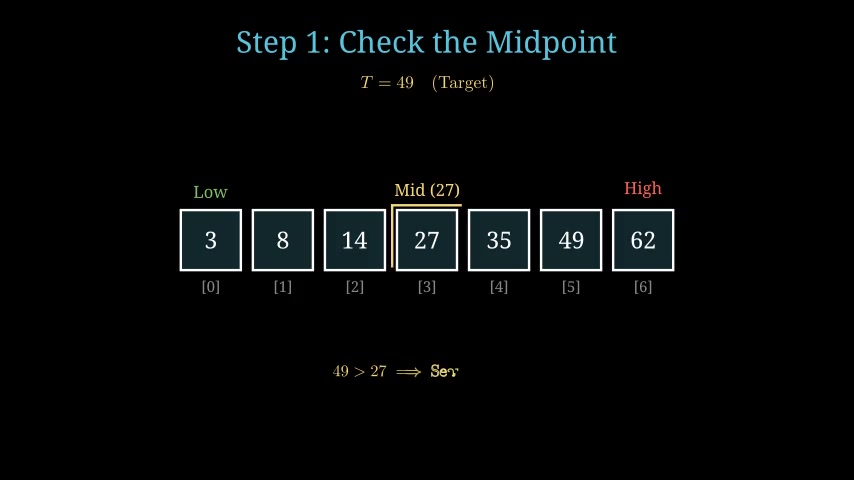 Step 1: Check the Midpoint
T = 49 (Target)
Low Mid (27) High
3 8 14 27 35 49 62
[0] [1] [2] [3] [4] [5] [6]
49 > 27 ⟹